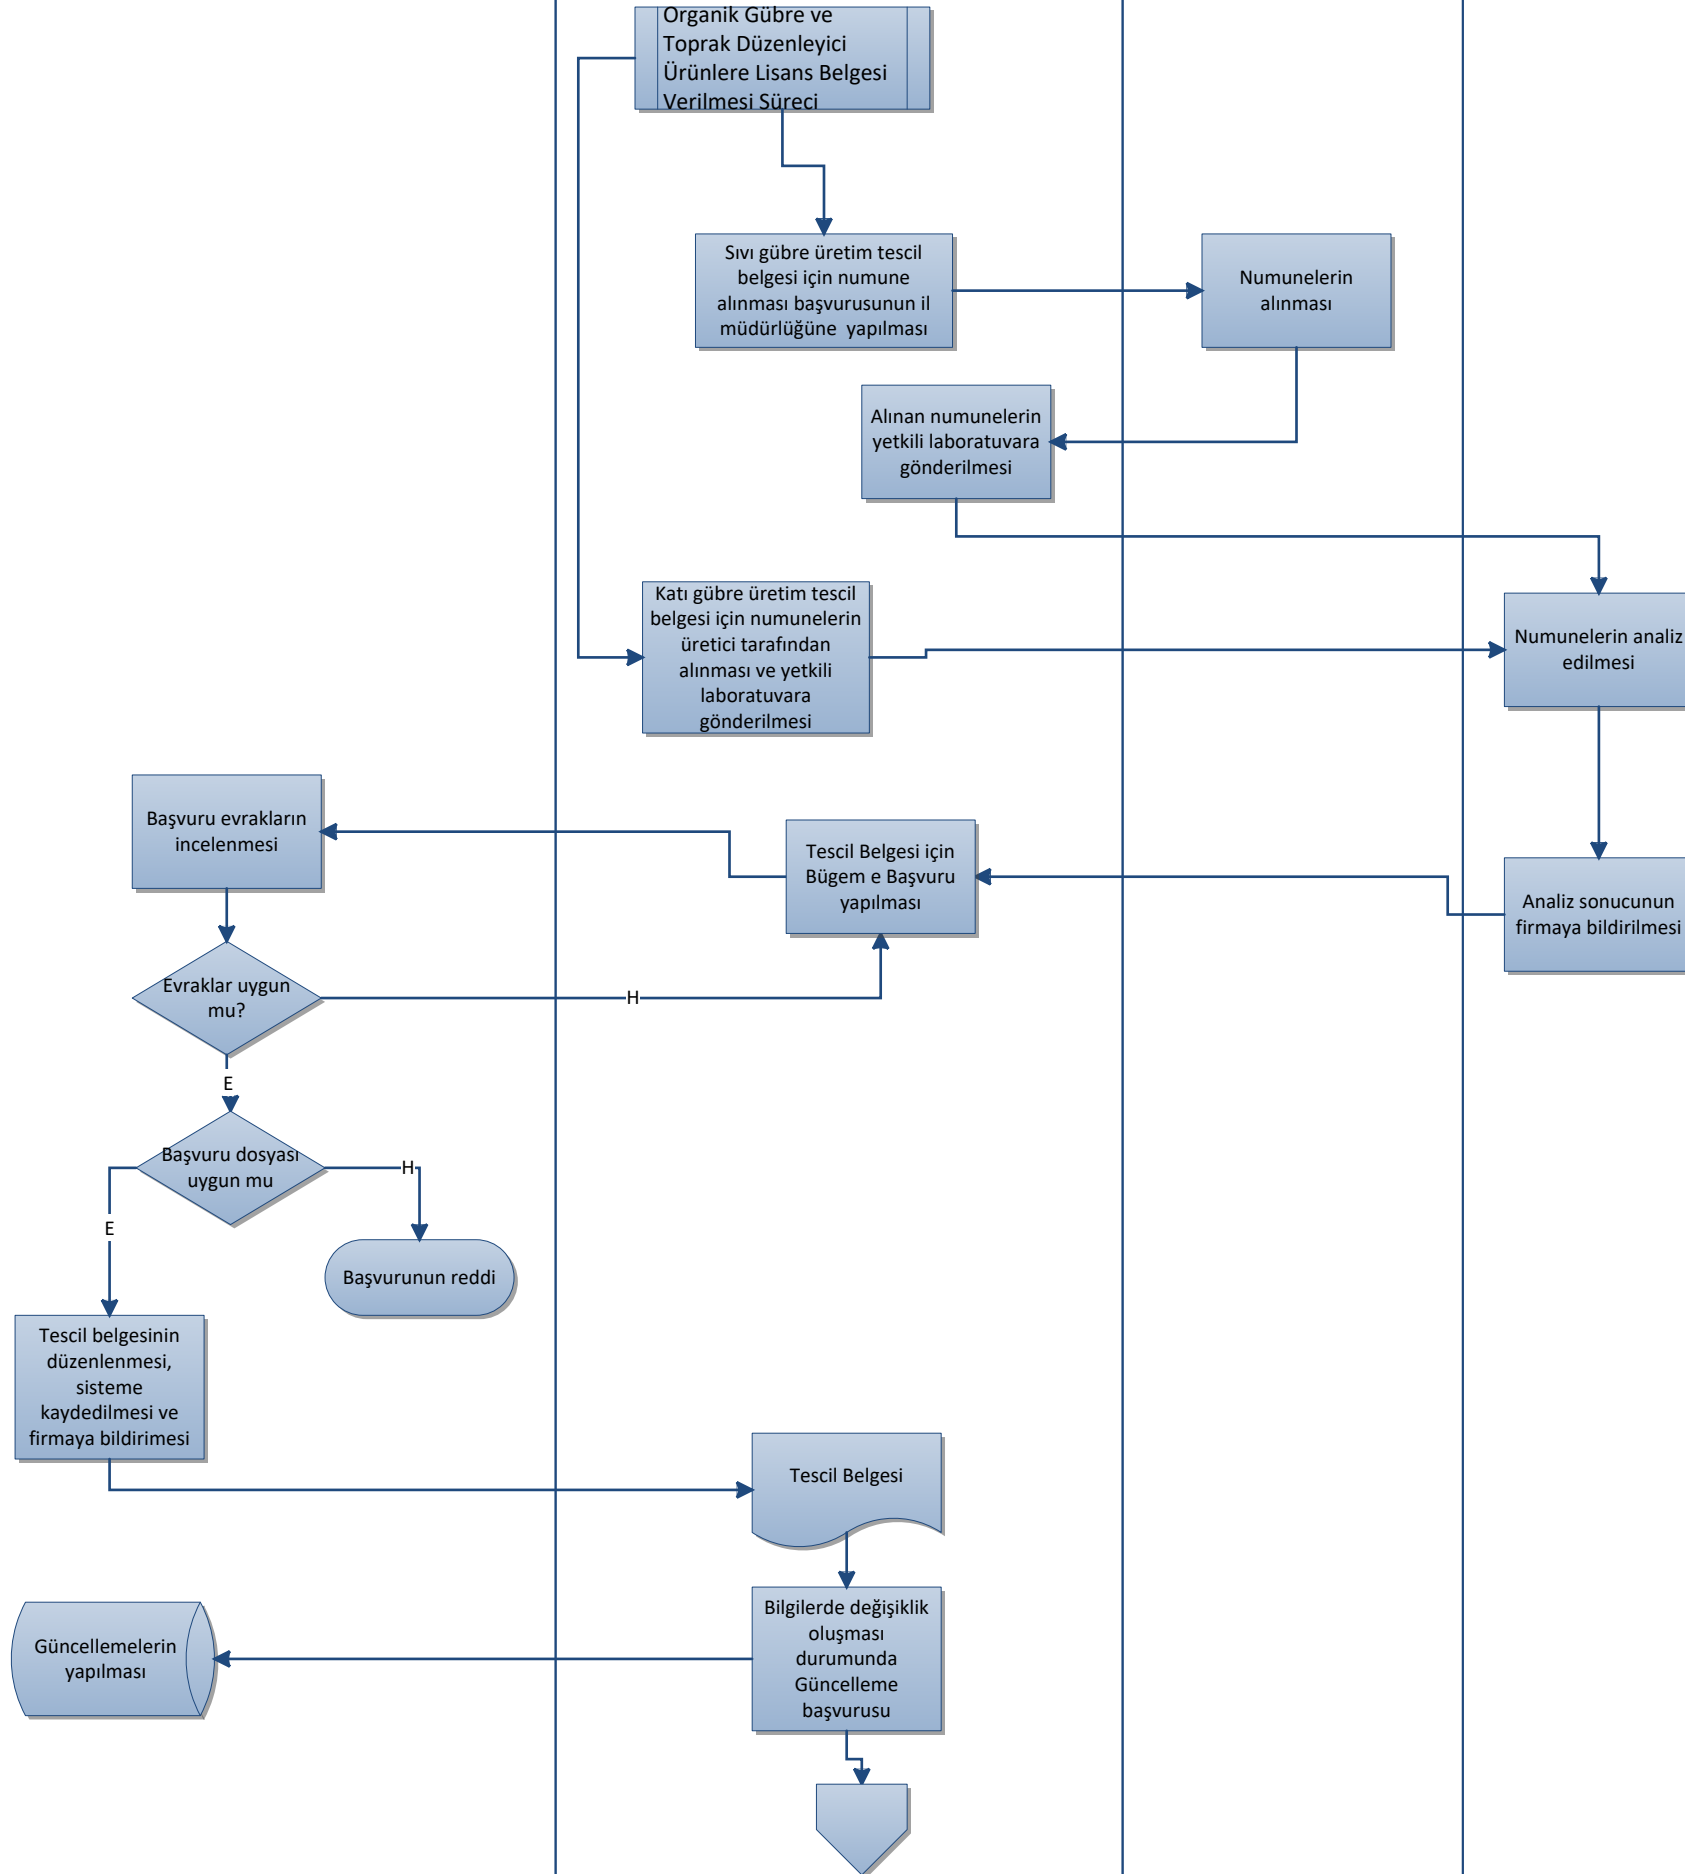 Organik Gübre ve
Toprak Düzenleyici
Ürünlere Lisans Belgesi
Verilmesi Süreci
Sıvı gübre üretim tescil
belgesi için numune
alınması başvurusunun il
müdürlüğüne  yapılması
Numunelerin
alınması
Alınan numunelerin
yetkili laboratuvara
gönderilmesi
Katı gübre üretim tescil
belgesi için numunelerin
üretici tarafından
alınması ve yetkili
laboratuvara
gönderilmesi
Numunelerin analiz
edilmesi
Başvuru evrakların
incelenmesi
Tescil Belgesi için
Bügem e Başvuru
yapılması
Analiz sonucunun
firmaya bildirilmesi
Evraklar uygun
mu?
H
E
Başvuru dosyası
uygun mu
H
E
Başvurunun reddi
Tescil belgesinin
düzenlenmesi,
sisteme
kaydedilmesi ve
firmaya bildirimesi
Tescil Belgesi
Bilgilerde değişiklik
oluşması
durumunda
Güncelleme
başvurusu
Güncellemelerin
yapılması